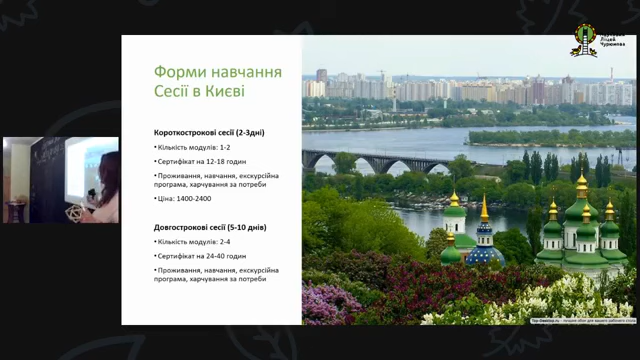 Форми навчання
Сесії в Києві
Короткострокові сесії (2-3дні)
• Кількість модулів: 1-2
• Сертифікат на 12-18 годин
• Проживання, навчання, екскурсійна
програма, харчування за потреби
• Ціна: 1400-2400
Довгострокові сесії (5-10 днів)
• Кількість модулів: 2-4
• Сертифікат на 24-40 годин
• Проживання, навчання, екскурсійна
програма, харчування за потреби
Ліцей
Чурюмова